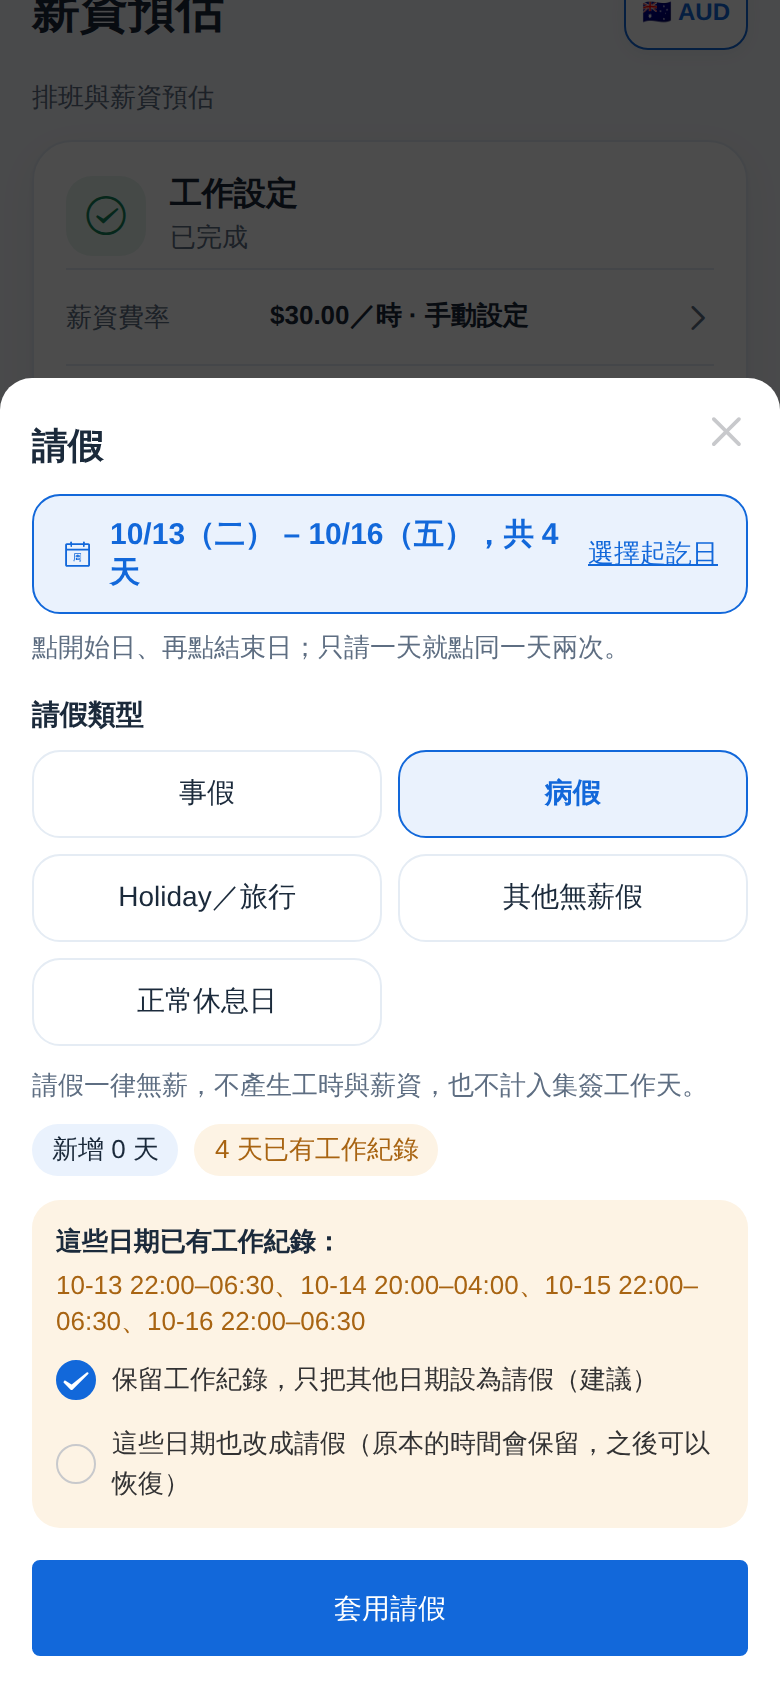 薪資預估
🇦🇺 AUD
排班與薪資預估
工作設定
已完成
薪資費率
$30.00／時 · 手動設定
請假
周
10/13（二） – 10/16（五），共 4
天
選擇起訖日
點開始日、再點結束日；只請一天就點同一天兩次。
請假類型
事假
病假
Holiday／旅行
其他無薪假
正常休息日
請假一律無薪，不產生工時與薪資，也不計入集簽工作天。
新增 0 天
4 天已有工作紀錄
這些日期已有工作紀錄：
10-13 22:00–06:30、10-14 20:00–04:00、10-15 22:00–
06:30、10-16 22:00–06:30
保留工作紀錄，只把其他日期設為請假（建議）
這些日期也改成請假（原本的時間會保留，之後可以
恢復）
套用請假